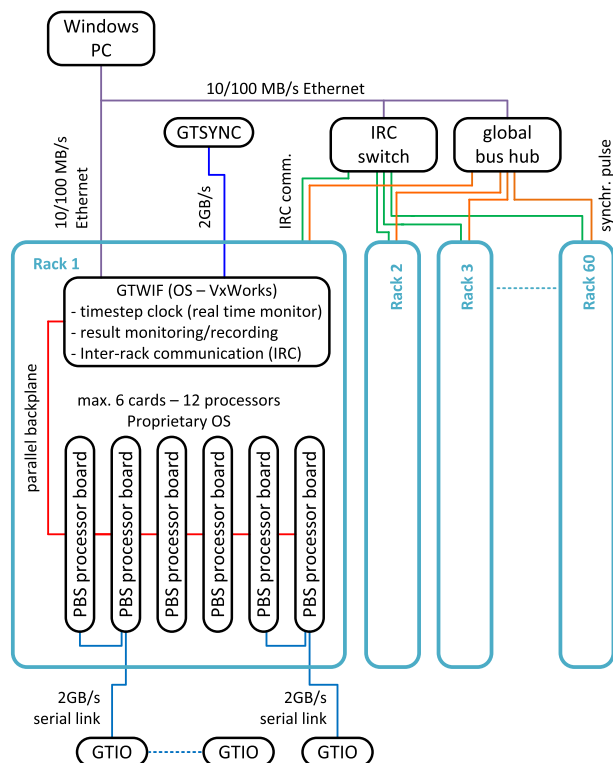 Windows
PC
10/100 MB/s Ethernet
GTSYNC
IRC
switch
global
bus hub
10/100 MB/s
Ethernet
2GB/s
IRC comm.
synchr. pulse
Rack 1
Rack 2
Rack 3
Rack 60
GTWIF (OS – VxWorks)
- timestep clock (real time monitor)
- result monitoring/recording
- Inter-rack communication (IRC)
parallel backplane
max. 6 cards – 12 processors
Proprietary OS
PBS processor board
PBS processor board
PBS processor board
PBS processor board
PBS processor board
PBS processor board
2GB/s
serial link
2GB/s
serial link
GTIO
GTIO
GTIO